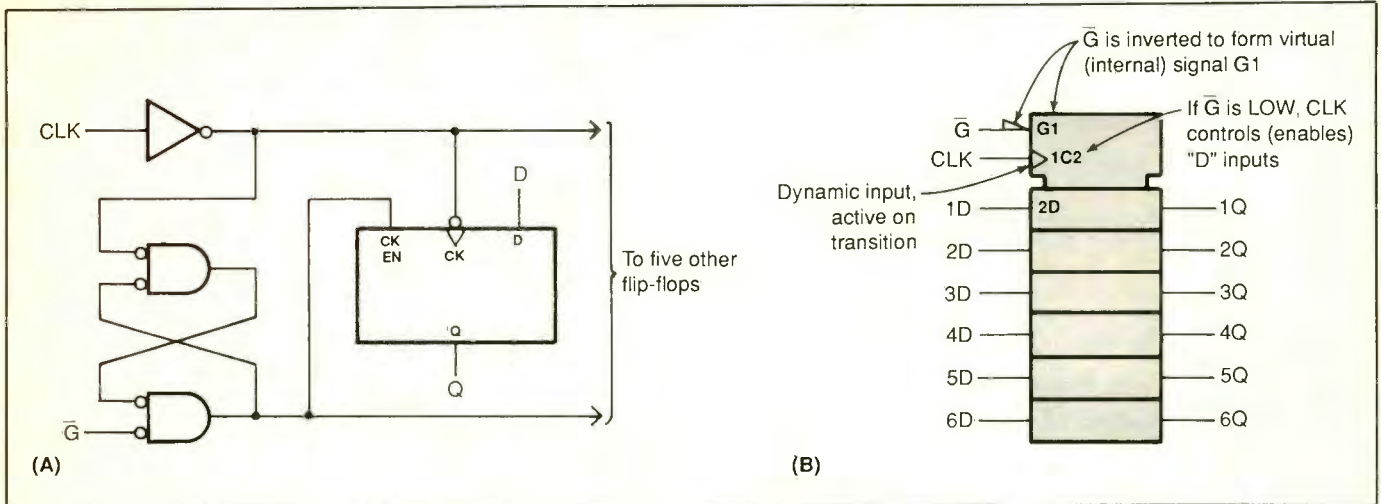 CLK
G̅
D
CK
EN
CK
D
Q
Q
To five other
flip-flops
(A)
G̅ is inverted to form virtual
(internal) signal G1
If G̅ is LOW, CLK
controls (enables)
"D" inputs
G̅
G1
CLK
1C2
Dynamic input,
active on
transition
1D
2D
1Q
2D
2Q
3D
3Q
4D
4Q
5D
5Q
6D
6Q
(B)